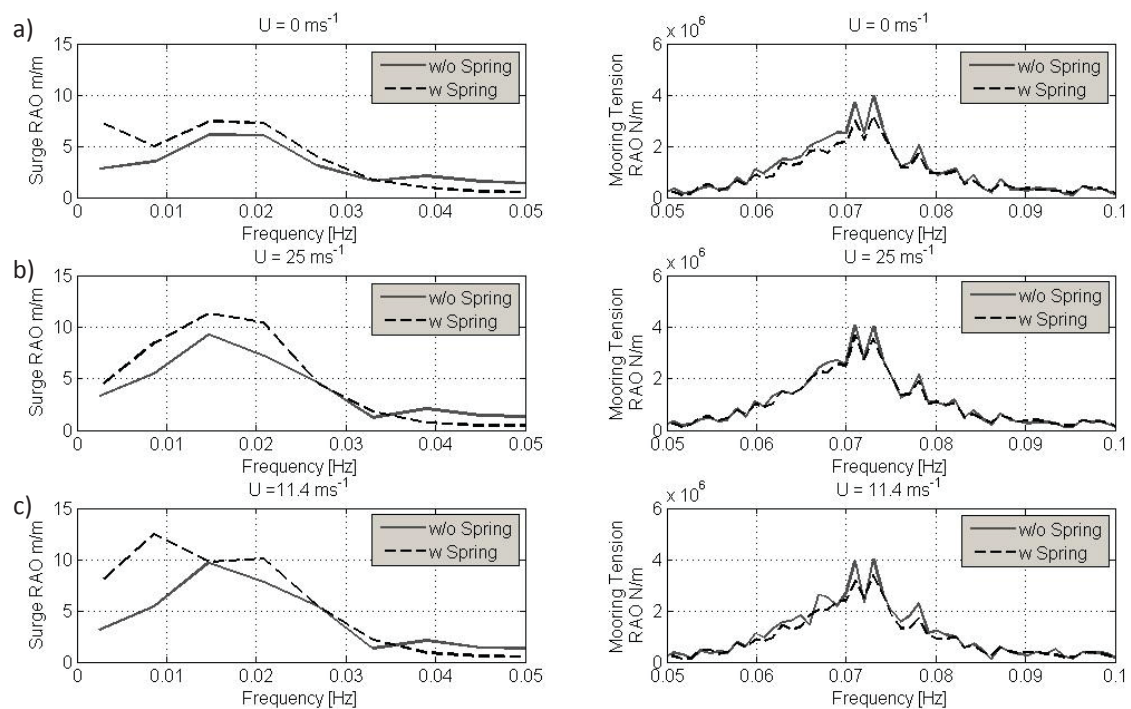 a)
U = 0 ms⁻¹
15
10
5
0
Surge RAO m/m
w/o Spring
w Spring
0 0.01 0.02 0.03 0.04 0.05
Frequency [Hz]
x 10⁶
U = 0 ms⁻¹
6
4
2
0
Mooring Tension
RAO N/m
w/o Spring
w Spring
0.05 0.06 0.07 0.08 0.09 0.1
Frequency [Hz]
b)
U = 25 ms⁻¹
15
10
5
0
Surge RAO m/m
w/o Spring
w Spring
0 0.01 0.02 0.03 0.04 0.05
Frequency [Hz]
x 10⁶
U = 25 ms⁻¹
6
4
2
0
Mooring Tension
RAO N/m
w/o Spring
w Spring
0.05 0.06 0.07 0.08 0.09 0.1
Frequency [Hz]
c)
U =11.4 ms⁻¹
15
10
5
0
Surge RAO m/m
w/o Spring
w Spring
0 0.01 0.02 0.03 0.04 0.05
Frequency [Hz]
x 10⁶
U = 11.4 ms⁻¹
6
4
2
0
Mooring Tension
RAO N/m
w/o Spring
w Spring
0.05 0.06 0.07 0.08 0.09 0.1
Frequency [Hz]